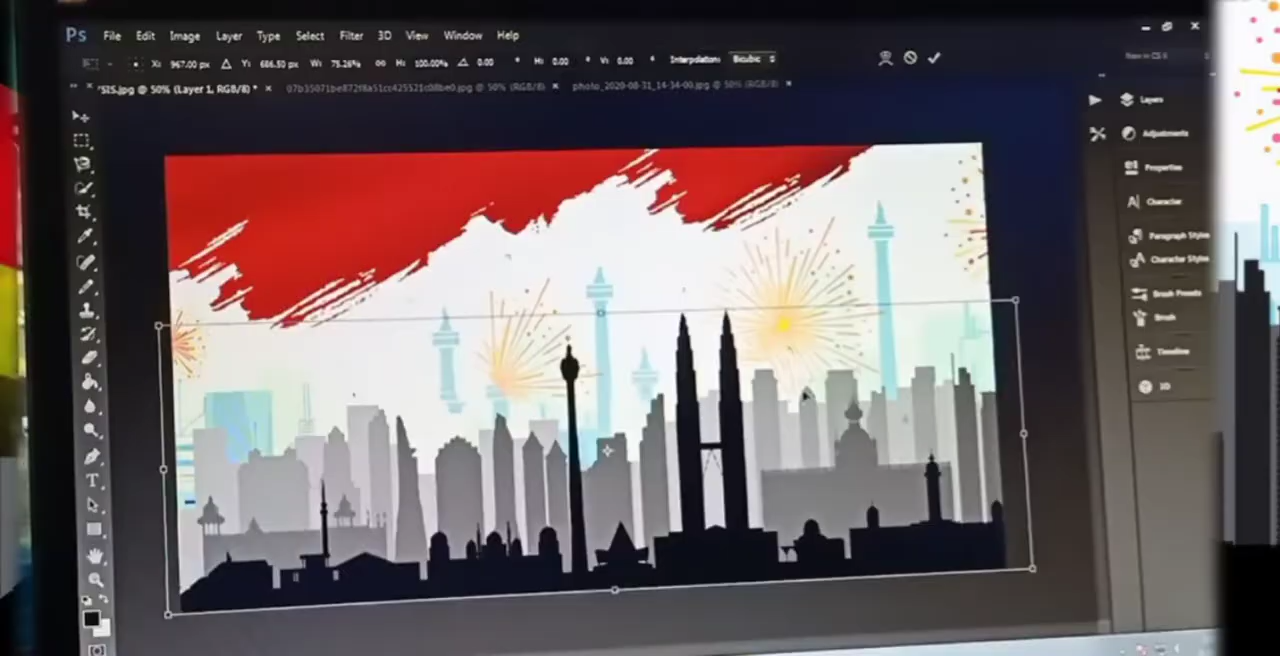 Ps File Edit Image Layer Type Select Filter 3D View Window Help
X: 967.00 px Y: 686.50 px W: 75.26% H: 100.00% 0.00 H: 0.00 V: 0.00 Interpolation: Bicubic
*SIS.jpg @ 50% (Layer 1, RGB/8) * × @ 50% (RGB/8) × photo_2020-08-31_14-34-00.jpg @ 50% (RGB/8) ×
Layers
Adjustments
Properties
Character
Paragraph Styles
Character Styles
Brush Presets
Brush
Timeline
3D